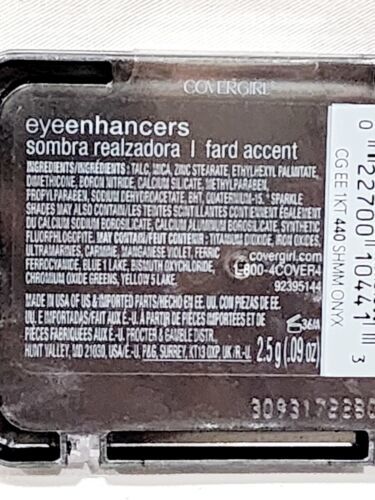 COVERGIRL
eyeenhancers
sombra realzadora | fard accent
INGREDIENTS/INGRÉDIENTS: TALC, MICA, ZINC STEARATE, ETHYLHEXYL PALMITATE,
DIMETHICONE, BORON NITRIDE, CALCIUM SILICATE, METHYLPARABEN,
PROPYLPARABEN, SODIUM DEHYDROACETATE, BHT, QUATERNIUM-15. *SPARKLE
SHADES MAY ALSO CONTAIN/LES TEINTES SCINTILLANTES CONTIENNENT ÉGALEMENT
DU CALCIUM SODIUM BOROSILICATE, CALCIUM ALUMINUM BOROSILICATE, SYNTHETIC
FLUORPHLOGOPITE. MAY CONTAIN/PEUT CONTENIR: TITANIUM DIOXIDE, IRON OXIDES,
ULTRAMARINES, CARMINE, MANGANESE VIOLET, FERRIC
FERROCYANIDE, BLUE 1 LAKE, BISMUTH OXYCHLORIDE,
CHROMIUM OXIDE GREENS, YELLOW 5 LAKE.
covergirl.com
1-800-4COVER4
92395144
MADE IN USA OF US & IMPORTED PARTS/HECHO EN EE. UU. CON PIEZAS DE EE.
UU. E IMPORTADAS/FAIT AUX É.-U. À PARTIR DE PIÈCES IMPORTÉES ET DE
PIÈCES FABRIQUÉES AUX É.-U. PROCTER & GAMBLE DISTR.
HUNT VALLEY, MD 21030, USA/É.-U. P&G, SURREY, KT13 0XP, UK/R.-U.
36M
2.5 g (.09 oz)
CG EE 1KT 440 SHMM ONYX
0 22700 10441 3